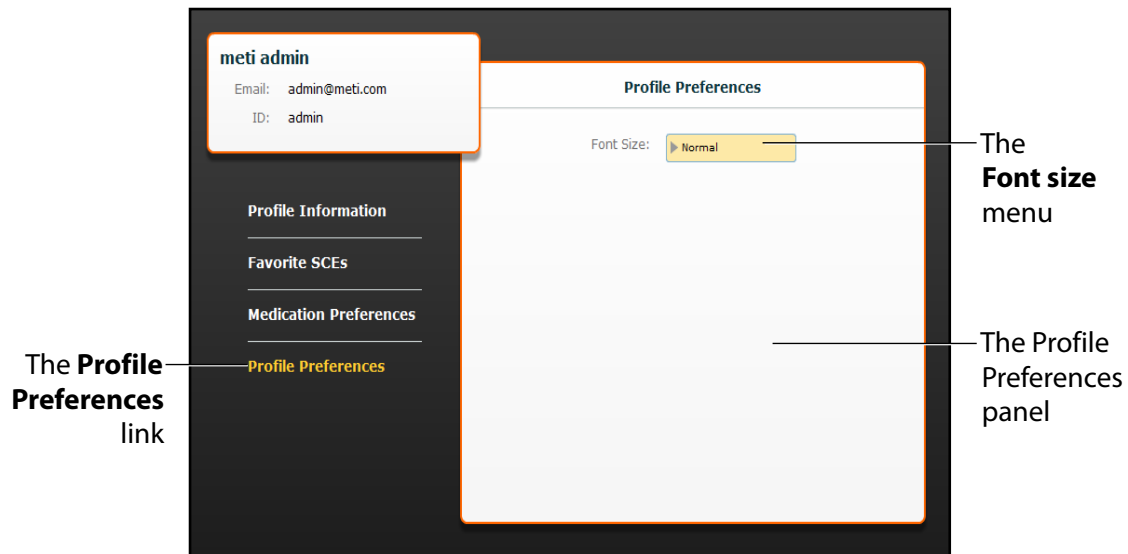 meti admin
Email: admin@meti.com
ID: admin
Profile Preferences
Font Size: Normal
The
Font size
menu
Profile Information
Favorite SCEs
Medication Preferences
Profile Preferences
The Profile
Preferences
link
The Profile
Preferences
panel